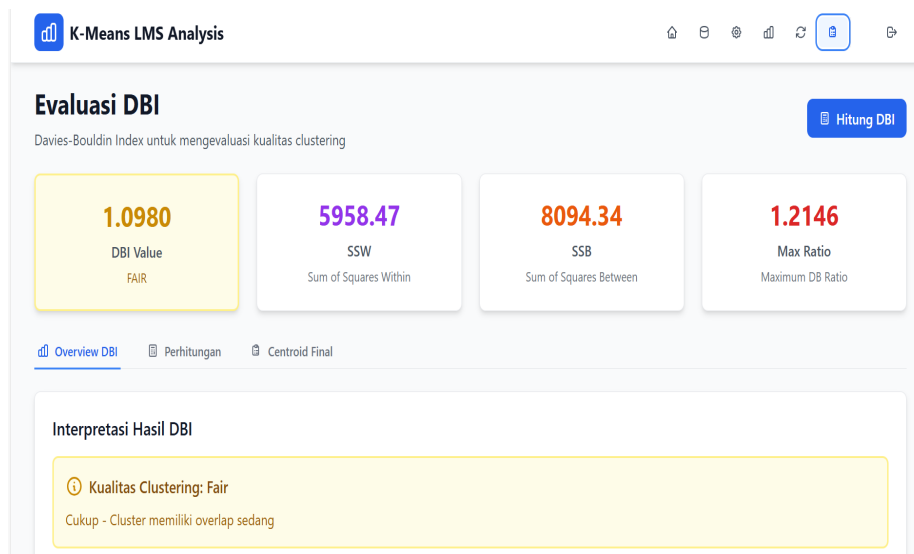 K-Means LMS Analysis
Evaluasi DBI
Davies-Bouldin Index untuk mengevaluasi kualitas clustering
Hitung DBI
1.0980
DBI Value
FAIR
5958.47
SSW
Sum of Squares Within
8094.34
SSB
Sum of Squares Between
1.2146
Max Ratio
Maximum DB Ratio
Overview DBI
Perhitungan
Centroid Final
Interpretasi Hasil DBI
Kualitas Clustering: Fair
Cukup - Cluster memiliki overlap sedang